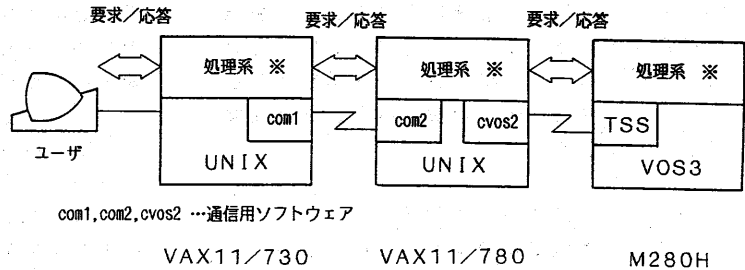 要求／応答
要求／応答
要求／応答
処理系 ※
処理系 ※
処理系 ※
com1
com2
cvos2
TSS
ユーザ
UNIX
UNIX
VOS3
com1,com2,cvos2 …通信用ソフトウェア
VAX11／730
VAX11／780
M280H